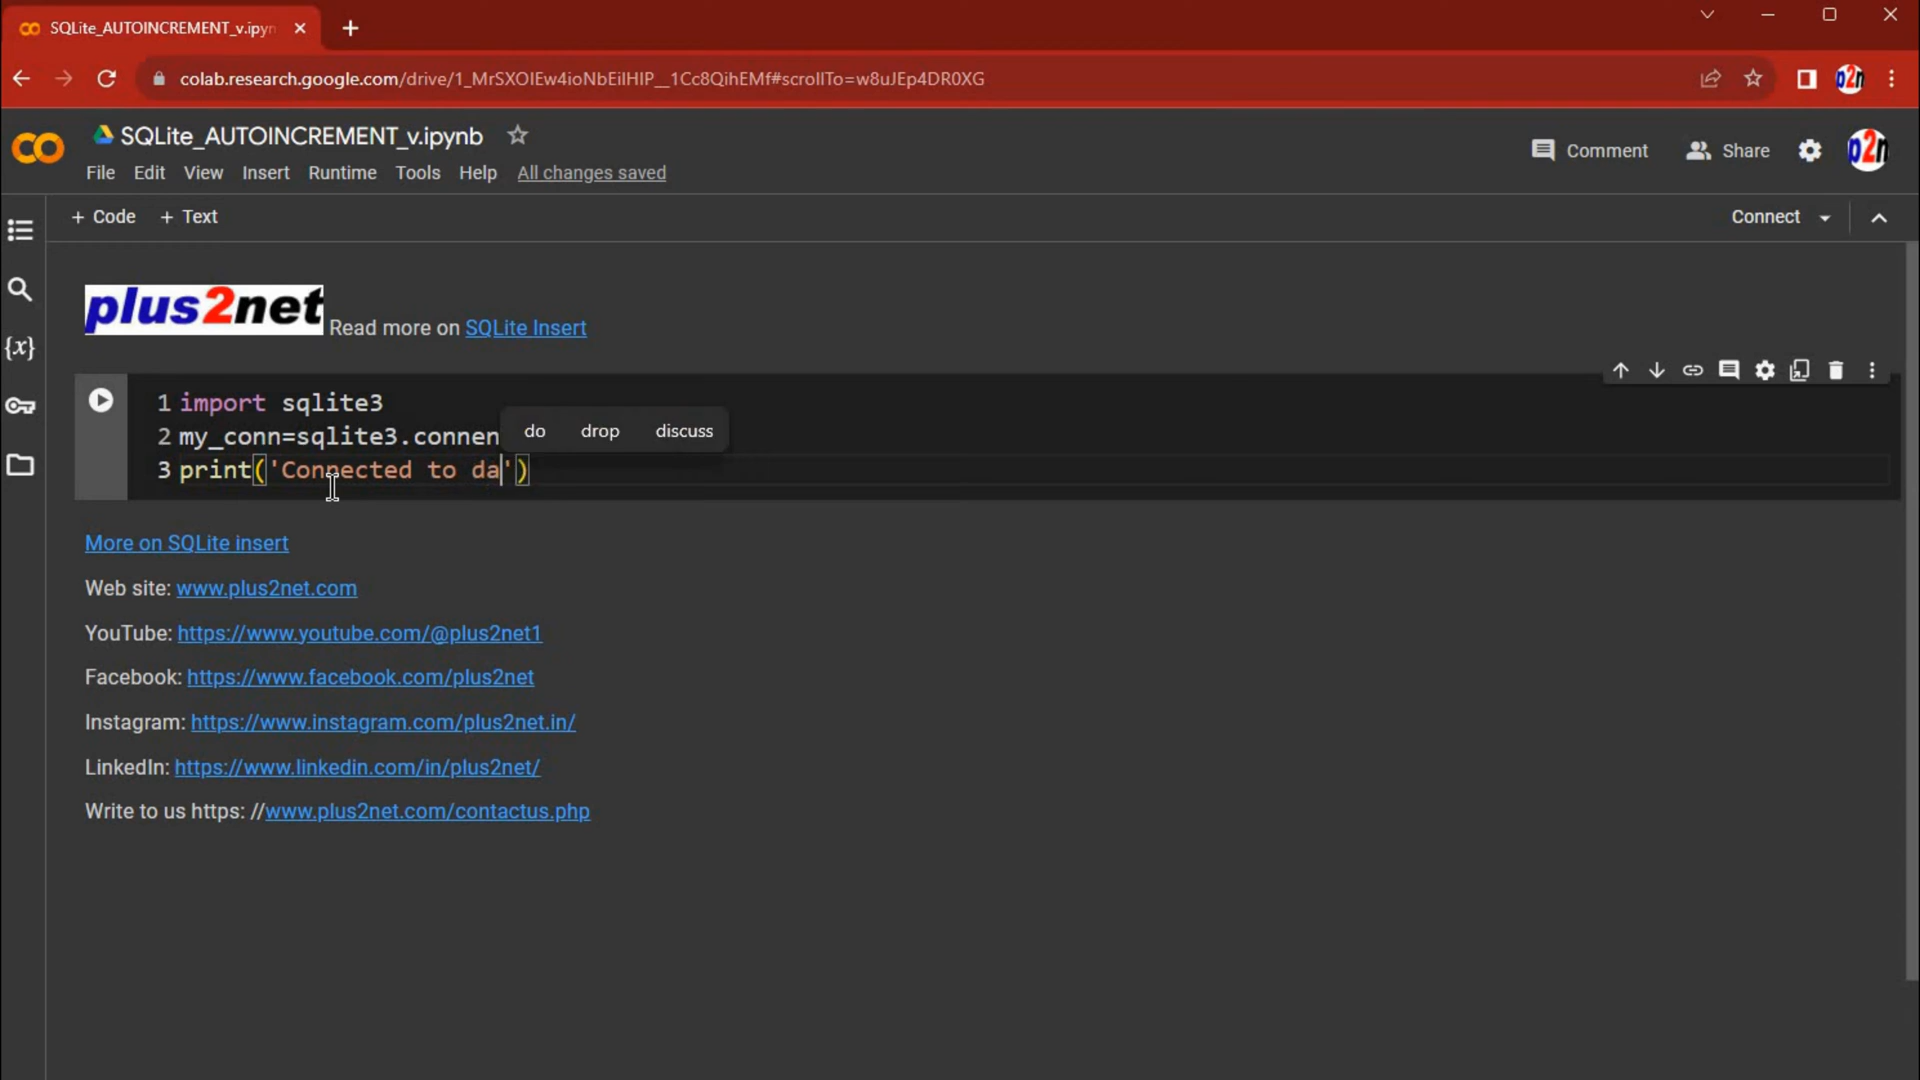 SQLite_AUTOINCREMENT_v.ipyn
colab.research.google.com/drive/1_MrSXOIEw4ioNbEilHIP__1Cc8QihEMf#scrollTo=w8uJEp4DR0XG
SQLite_AUTOINCREMENT_v.ipynb
File Edit View Insert Runtime Tools Help All changes saved
Comment Share
+ Code + Text
Connect
plus2net Read more on SQLite Insert
1 import sqlite3
2 my_conn=sqlite3.connen
do drop discuss
3 print('Connected to da')
More on SQLite insert
Web site: www.plus2net.com
YouTube: https://www.youtube.com/@plus2net1
Facebook: https://www.facebook.com/plus2net
Instagram: https://www.instagram.com/plus2net.in/
LinkedIn: https://www.linkedin.com/in/plus2net/
Write to us https: //www.plus2net.com/contactus.php